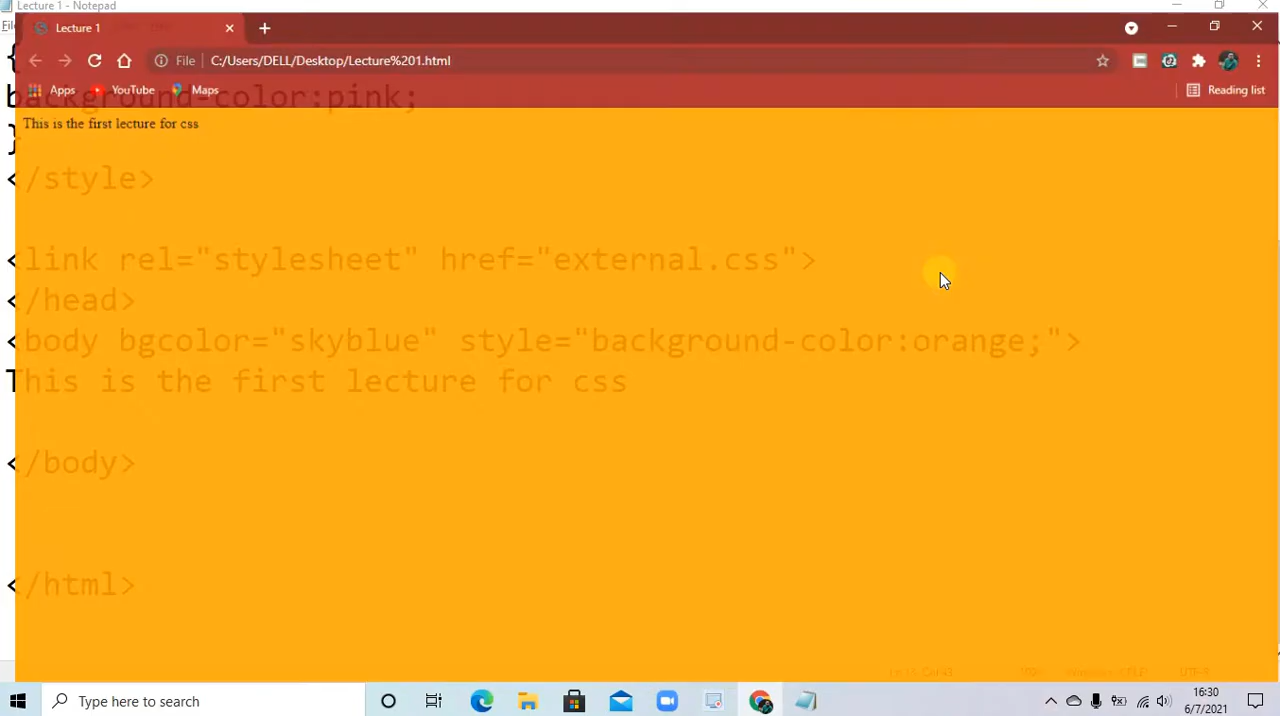 Lecture 1 - Notepad
Lecture 1
File C:/Users/DELL/Desktop/Lecture%201.html
Apps YouTube Maps Reading list
{
background-color:pink;
This is the first lecture for css
}
</style>
<link rel="stylesheet" href="external.css">
</head>
<body bgcolor="skyblue" style="background-color:orange;">
This is the first lecture for css
</body>
</html>
UTF-8
Type here to search
16:30
6/7/2021